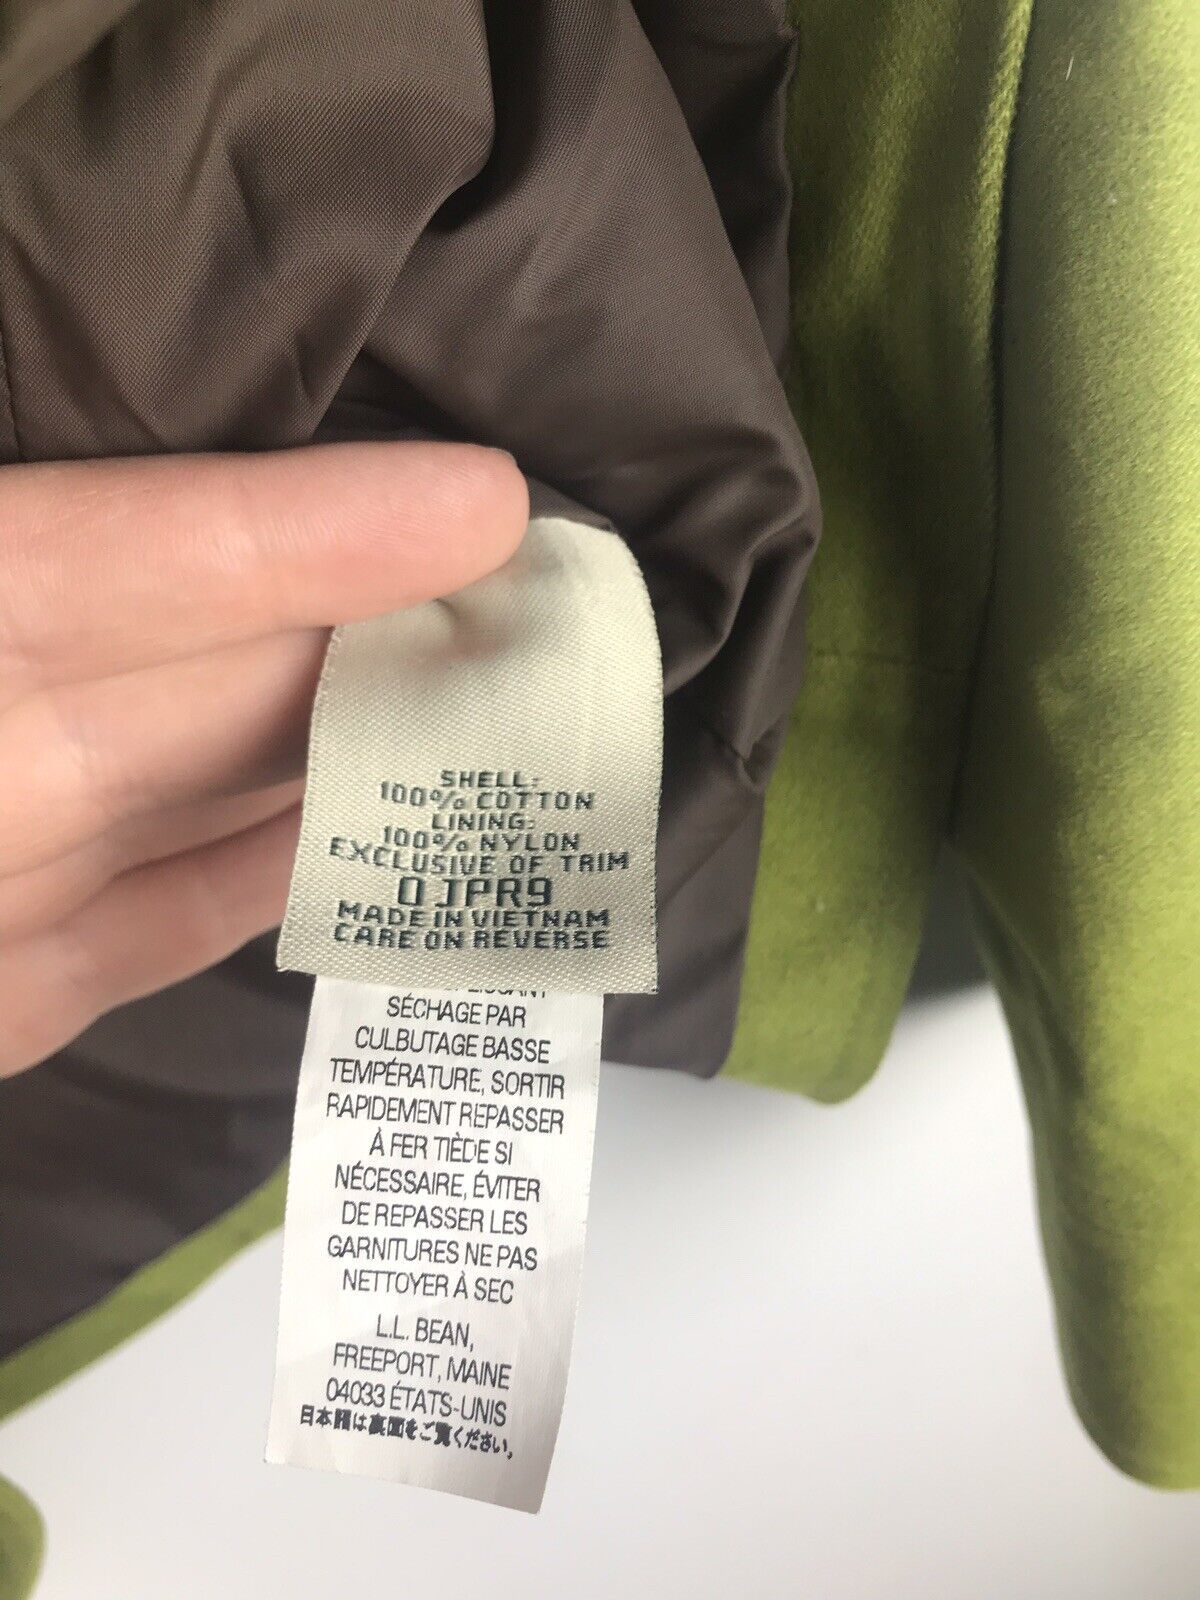 SHELL:
100% COTTON
LINING:
100% NYLON
EXCLUSIVE OF TRIM
0JPR9
MADE IN VIETNAM
CARE ON REVERSE
SÉCHAGE PAR
CULBUTAGE BASSE
TEMPÉRATURE, SORTIR
RAPIDEMENT REPASSER
À FER TIÈDE SI
NÉCESSAIRE, ÉVITER
DE REPASSER LES
GARNITURES NE PAS
NETTOYER À SEC
L.L. BEAN,
FREEPORT, MAINE
04033 ÉTATS-UNIS
日本語は裏面をご覧ください。